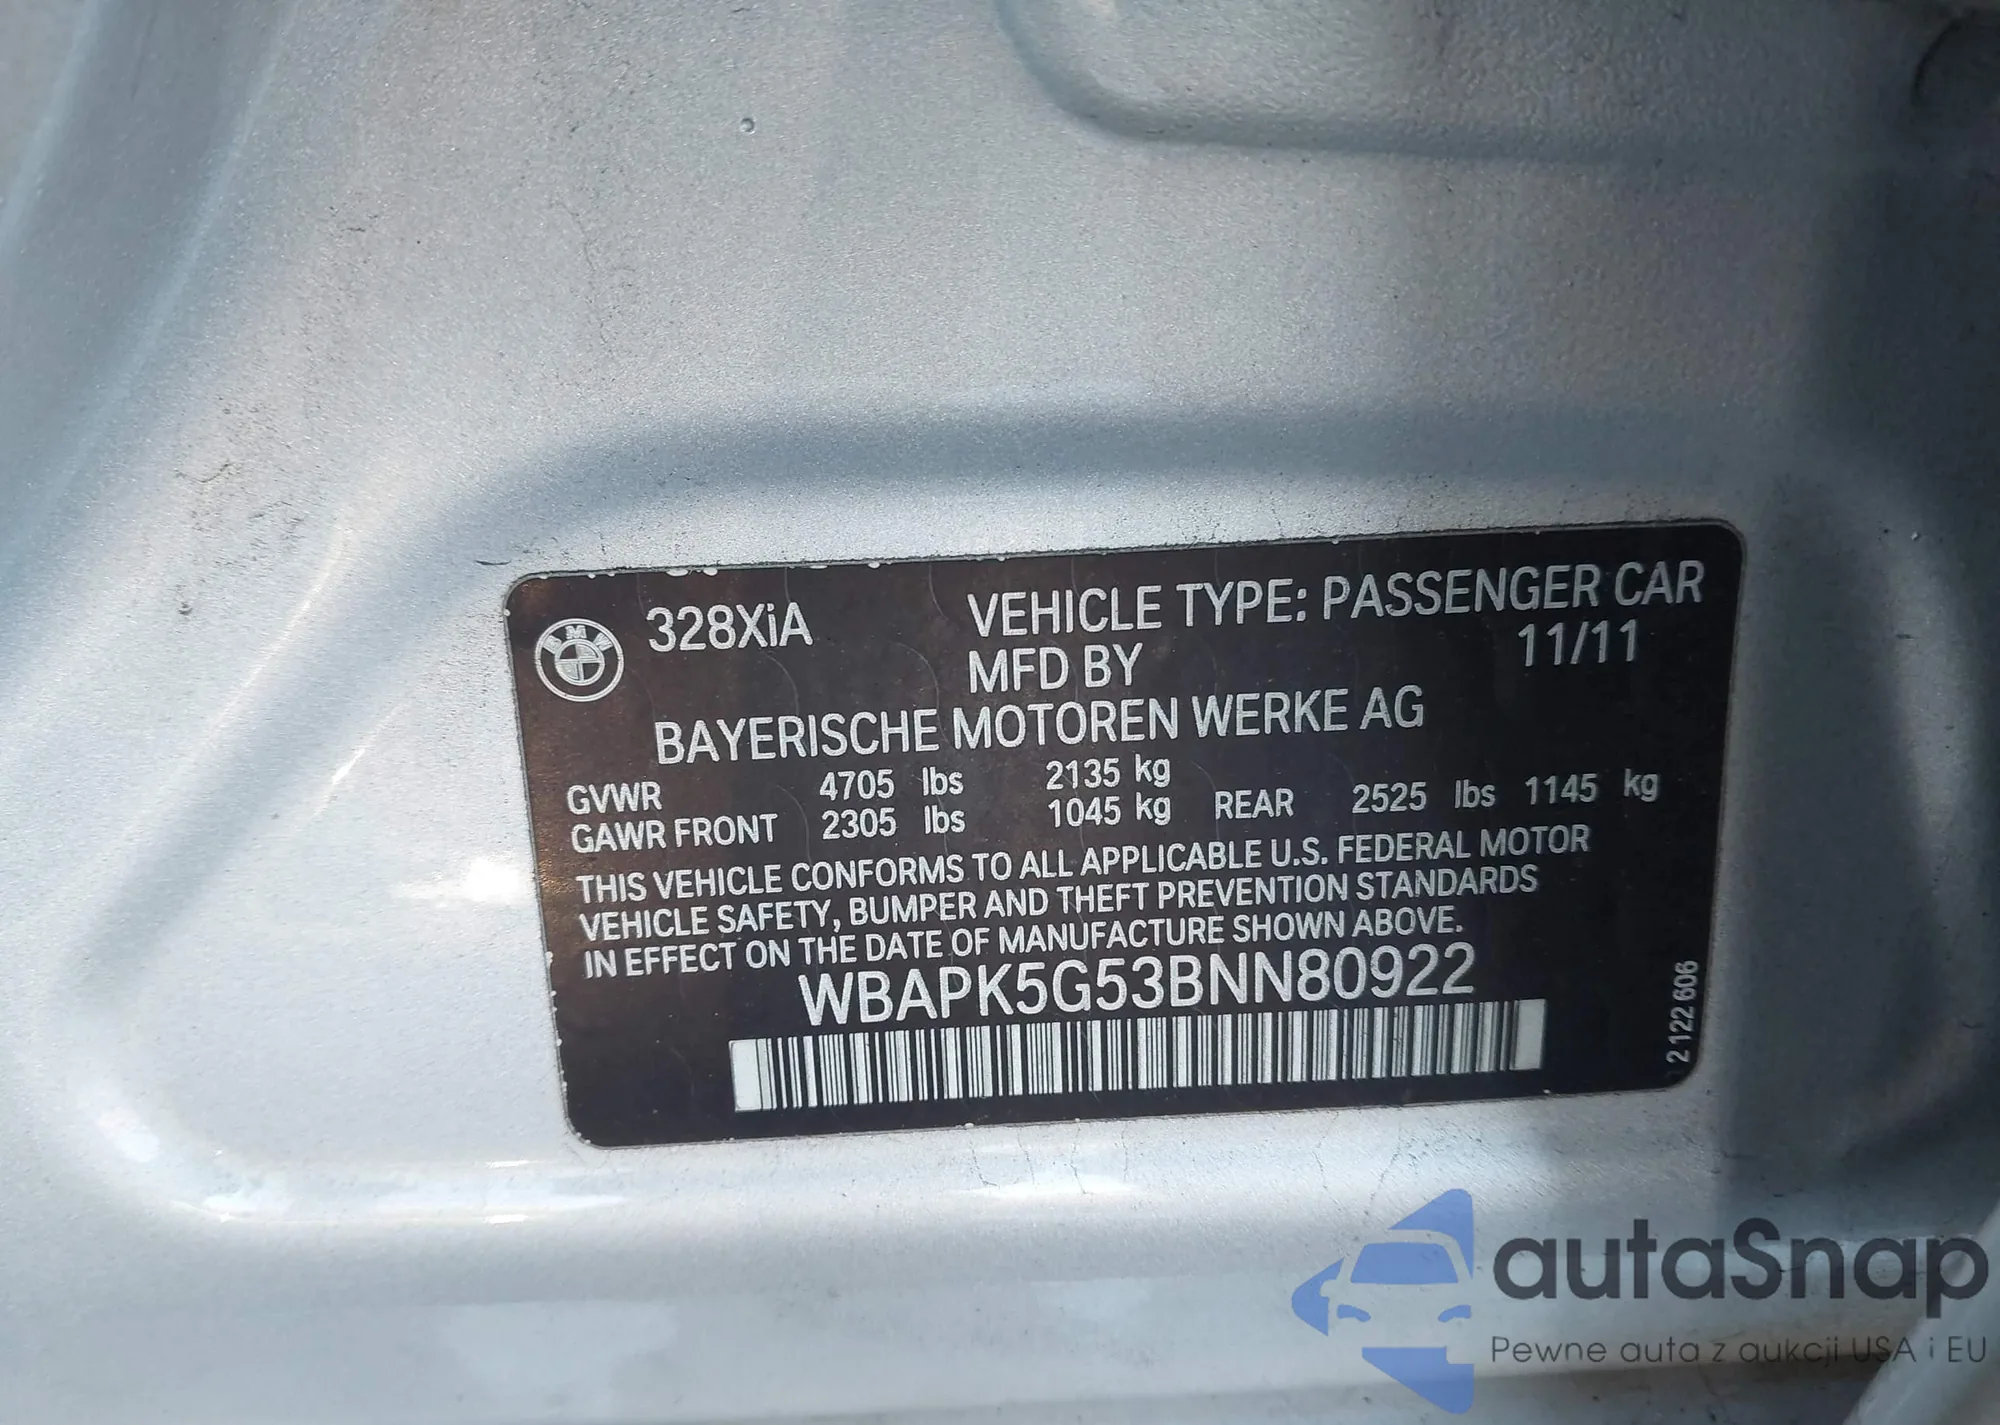 BMW
328XiA
VEHICLE TYPE: PASSENGER CAR
MFD BY 11/11
BAYERISCHE MOTOREN WERKE AG
GVWR 4705 lbs 2135 kg
GAWR FRONT 2305 lbs 1045 kg REAR 2525 lbs 1145 kg
THIS VEHICLE CONFORMS TO ALL APPLICABLE U.S. FEDERAL MOTOR
VEHICLE SAFETY, BUMPER AND THEFT PREVENTION STANDARDS
IN EFFECT ON THE DATE OF MANUFACTURE SHOWN ABOVE.
WBAPK5G53BNN80922
2 122 606
autaSnap
Pewne auta z aukcji USA i EU